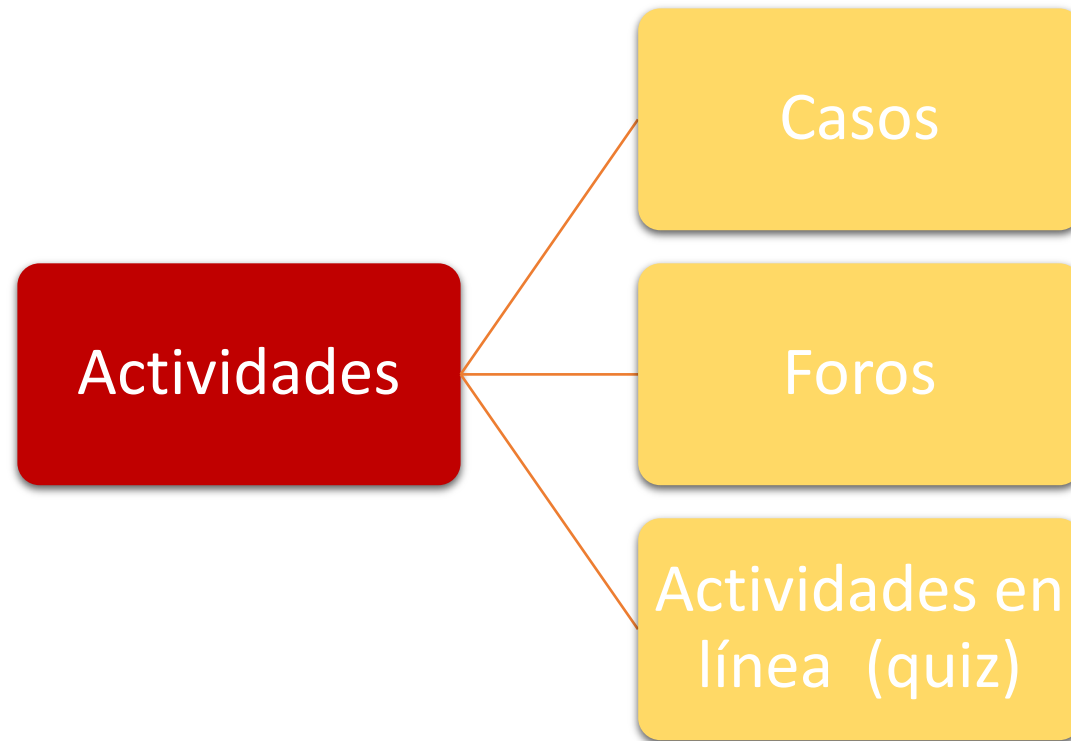 Casos
Actividades
Foros
Actividades en
línea (quiz)